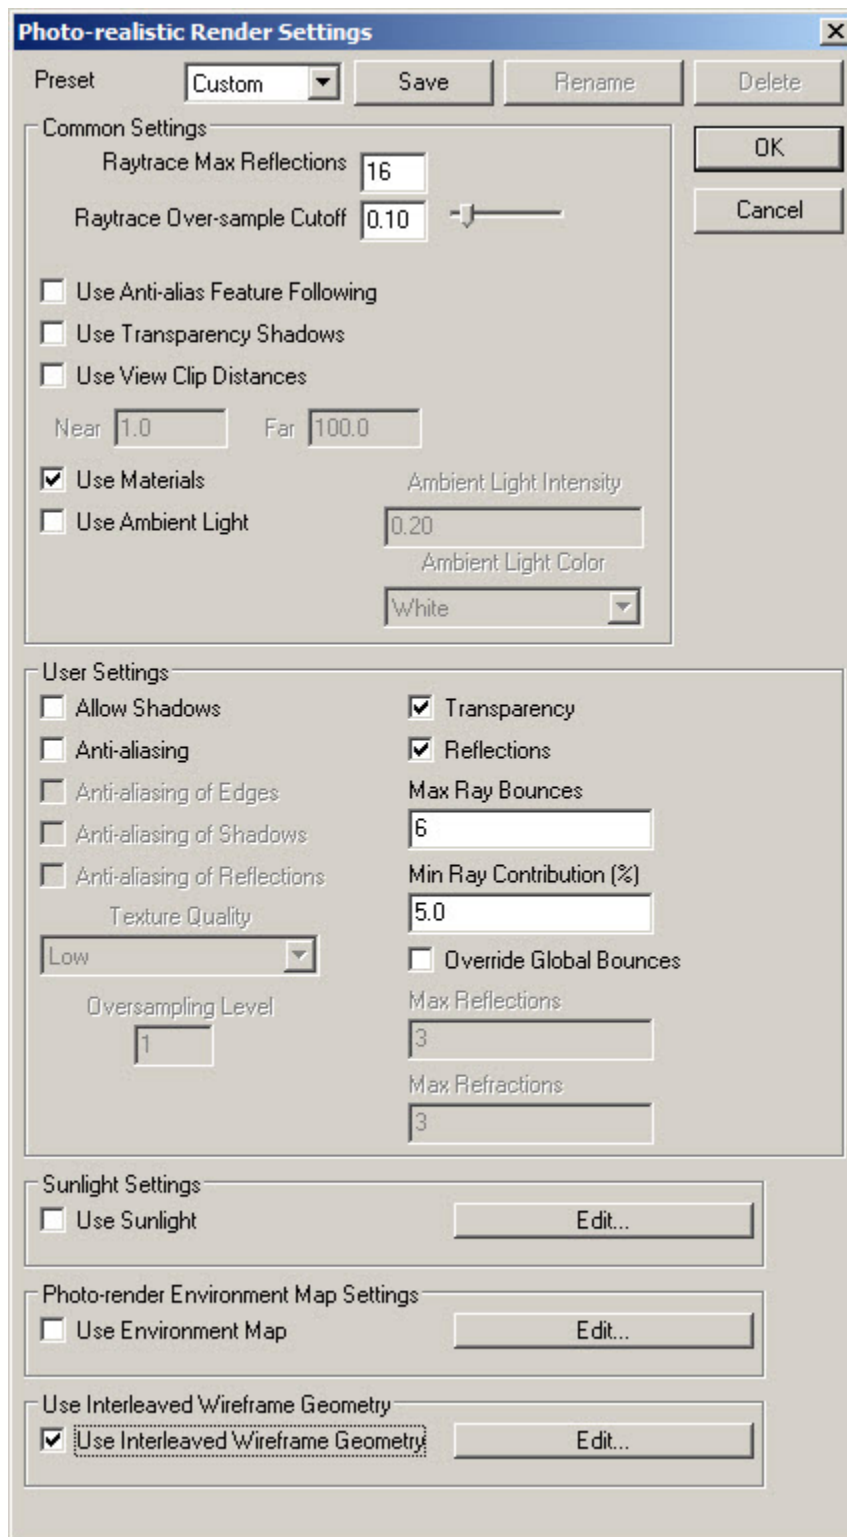 Photo-realistic Render Settings
Preset Custom Save Rename Delete
Common Settings
OK
Raytrace Max Reflections 16
Cancel
Raytrace Over-sample Cutoff 0.10
Use Anti-alias Feature Following
Use Transparency Shadows
Use View Clip Distances
Near 1.0 Far 100.0
Use Materials
Ambient Light Intensity
Use Ambient Light
0.20
Ambient Light Color
White
User Settings
Allow Shadows
Transparency
Anti-aliasing
Reflections
Anti-aliasing of Edges
Max Ray Bounces
6
Anti-aliasing of Shadows
Anti-aliasing of Reflections
Min Ray Contribution (%)
5.0
Texture Quality
Low
Override Global Bounces
Oversampling Level
1
Max Reflections
3
Max Refractions
3
Sunlight Settings
Use Sunlight Edit...
Photo-render Environment Map Settings
Use Environment Map Edit...
Use Interleaved Wireframe Geometry
Use Interleaved Wireframe Geometry Edit...